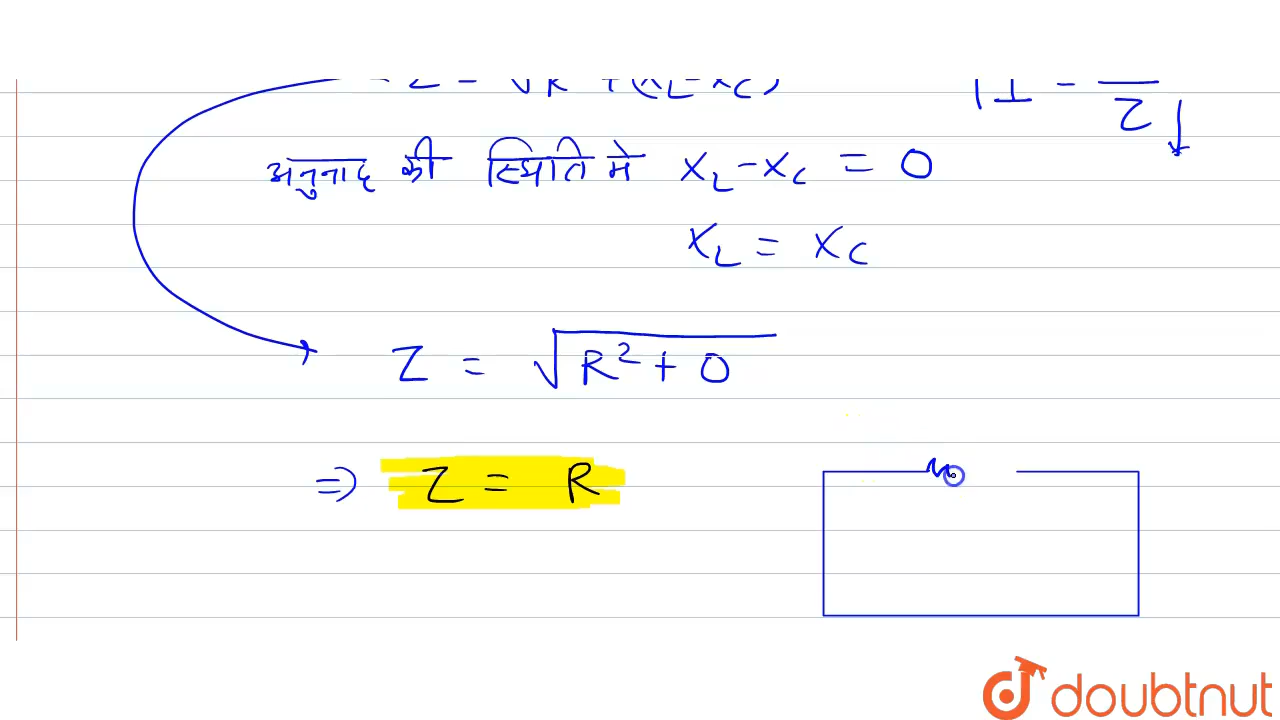 अनुनाद की स्थिति मे X_L - X_C = 0
X_L = X_C
Z = √(R² + 0)
⇒ Z = R
doubtnut